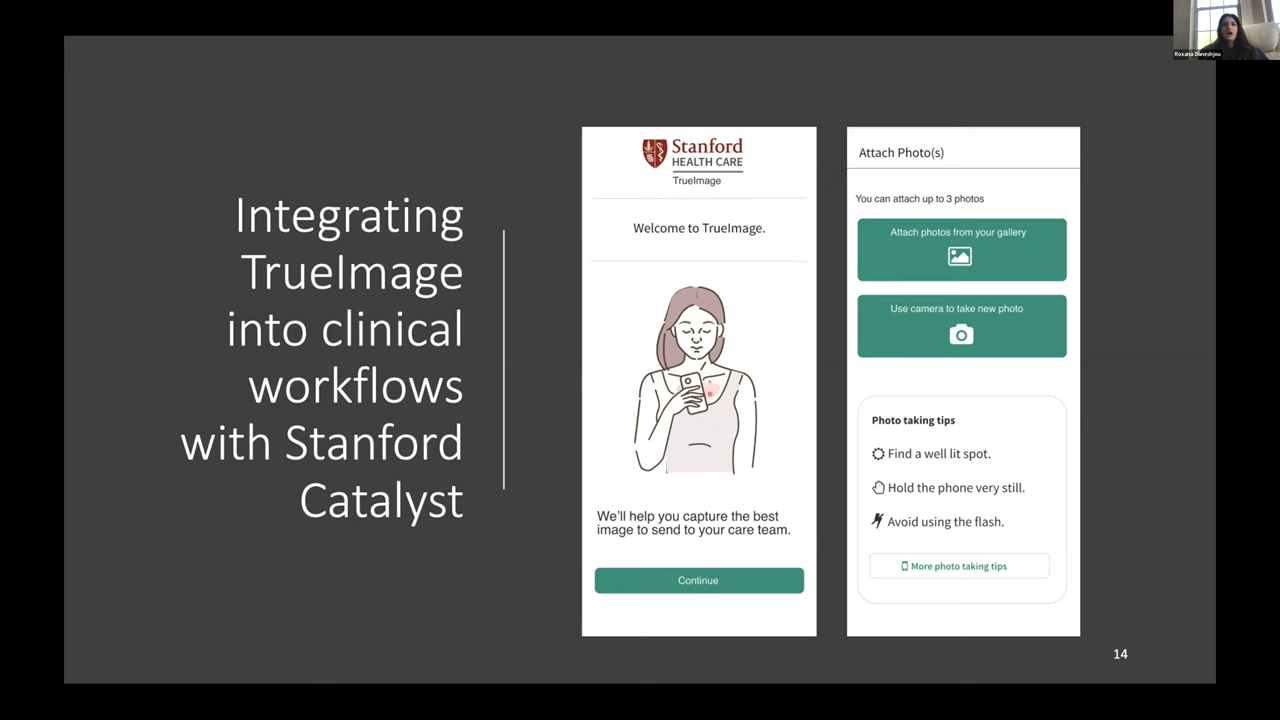 Roxana Daneshjou
Integrating
TrueImage
into clinical
workflows
with Stanford
Catalyst
Stanford
HEALTH CARE
TrueImage
Welcome to TrueImage.
We'll help you capture the best
image to send to your care team.
Continue
Attach Photo(s)
You can attach up to 3 photos
Attach photos from your gallery
Use camera to take new photo
Photo taking tips
Find a well lit spot.
Hold the phone very still.
Avoid using the flash.
More photo taking tips
14